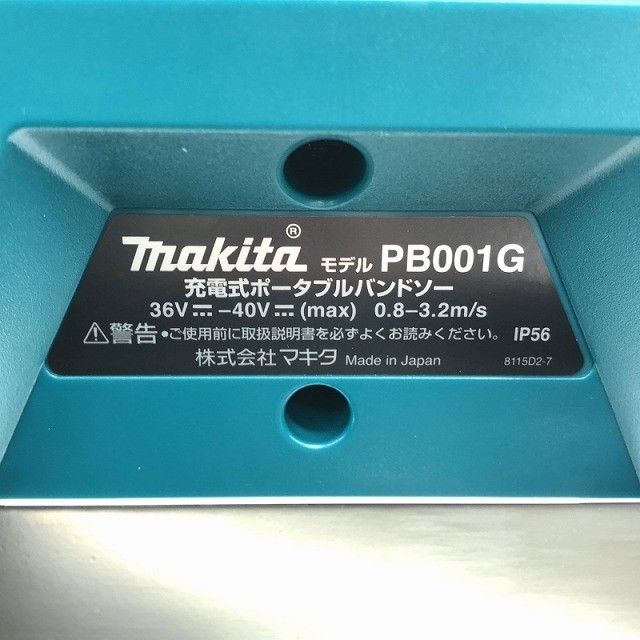 makita® モデル PB001G
充電式ポータブルバンドソー
36V⎓ –40V⎓ (max) 0.8–3.2m/s
⚠警告 •ご使用前に取扱説明書を必ずよくお読みください。 IP56
株式会社マキタ Made in Japan 8115D2-7